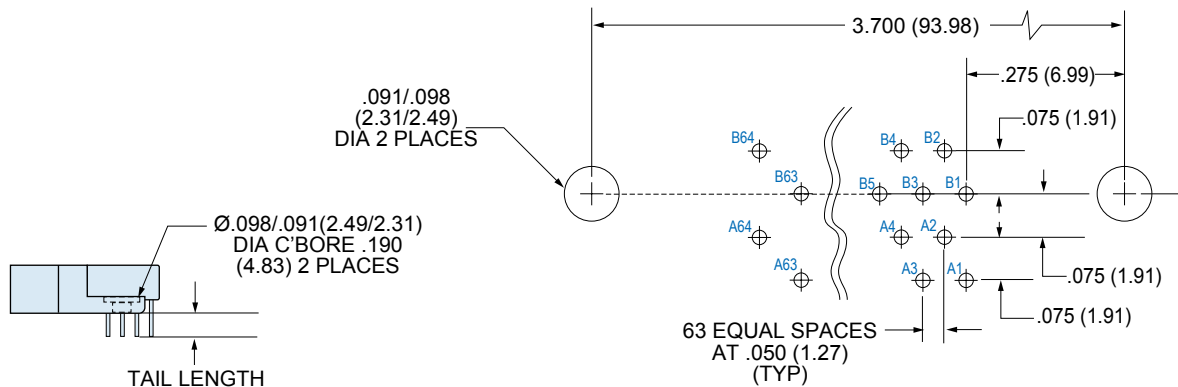 3.700 (93.98)
.275 (6.99)
.091/.098
(2.31/2.49)
DIA 2 PLACES
.075 (1.91)
B64
B4
B2
B63
B5
B3
B1
Ø.098/.091(2.49/2.31)
DIA C'BORE .190
(4.83) 2 PLACES
A64
A4
A2
A63
A3
A1
.075 (1.91)
.075 (1.91)
63 EQUAL SPACES
AT .050 (1.27)
(TYP)
TAIL LENGTH